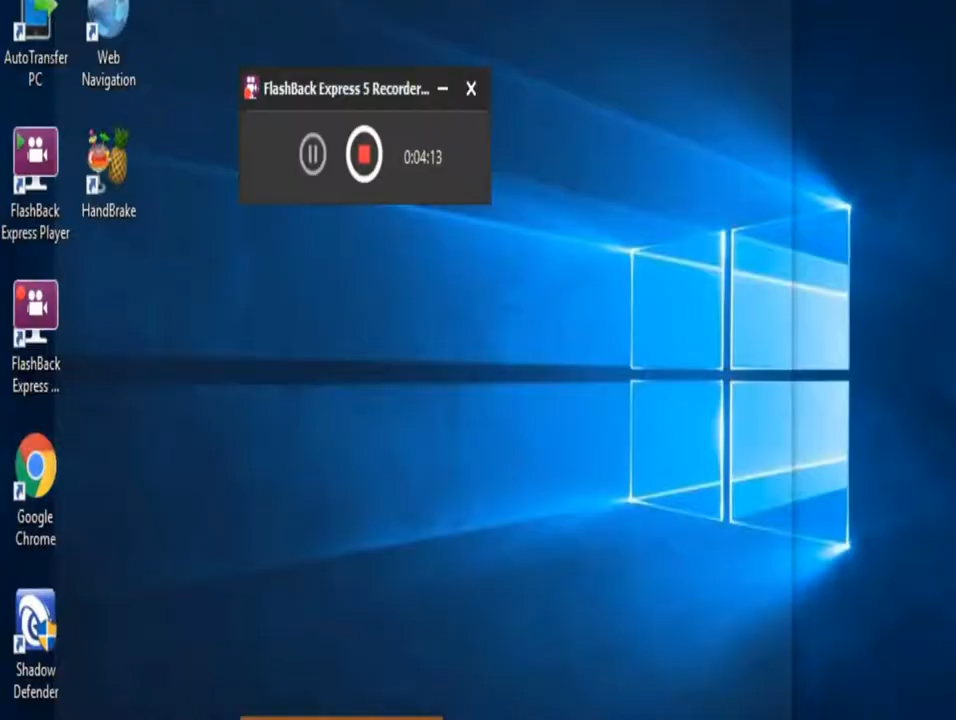 AutoTransfer
PC
Web
Navigation
FlashBack Express 5 Recorder...
0:04:13
FlashBack
Express Player
HandBrake
FlashBack
Express ...
Google
Chrome
Shadow
Defender